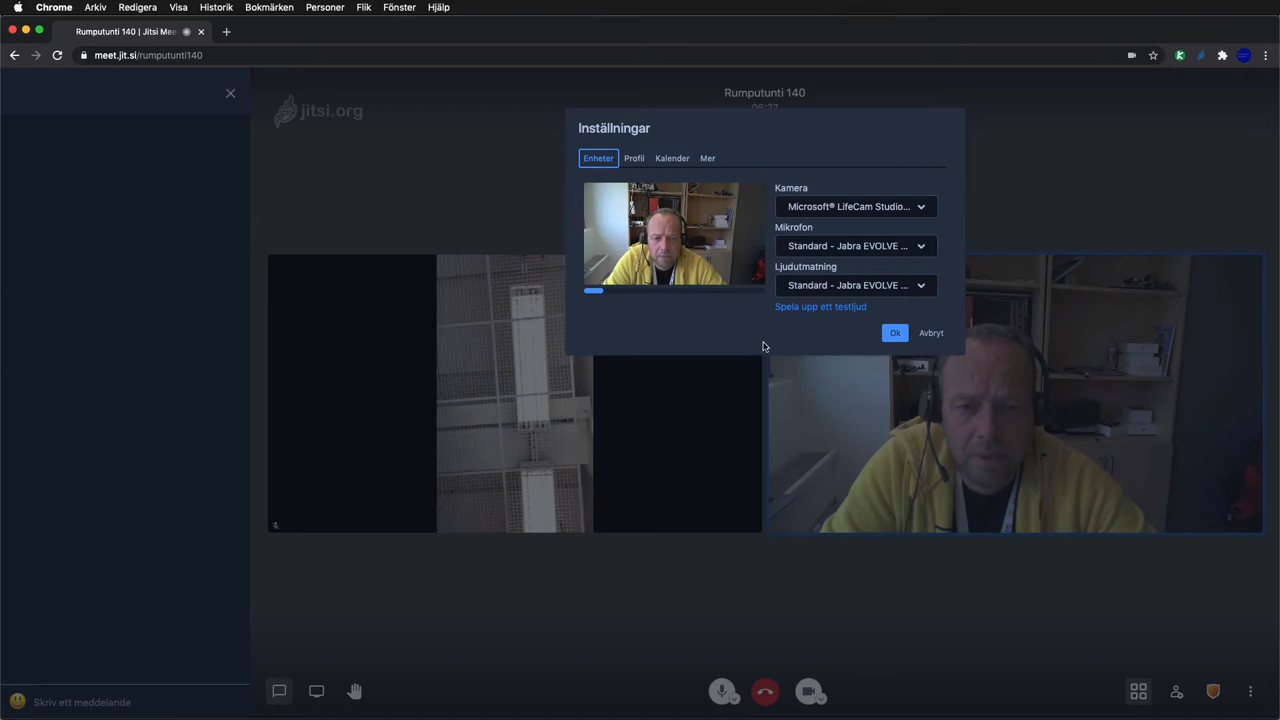 Chrome Arkiv Redigera Visa Historik Bokmärken Personer Flik Fönster Hjälp
Rumputunti 140 | Jitsi Mee
meet.jit.si/rumputunti140
jitsi.org
Rumputunti 140
06:27
Inställningar
Enheter Profil Kalender Mer
Kamera
Microsoft® LifeCam Studio...
Mikrofon
Standard - Jabra EVOLVE ...
Ljudutmatning
Standard - Jabra EVOLVE ...
Spela upp ett testljud
Ok Avbryt
Skriv ett meddelande